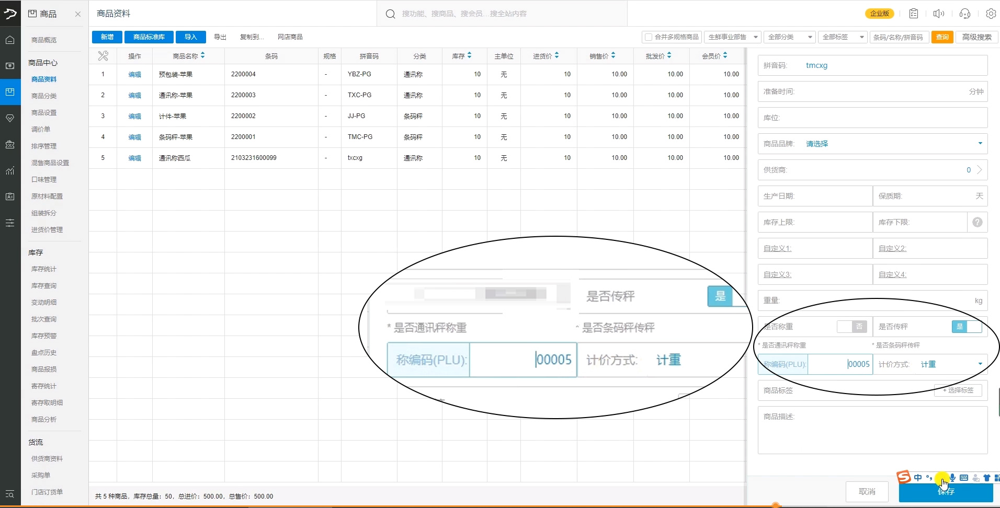 商品
商品资料
搜功能、搜商品、搜会员...搜全站内容
企业版
商品概览
商品中心
商品资料
商品分类
商品设置
调价单
排序管理
混售商品设置
口味管理
原材料配置
组装拆分
进货价管理
库存
库存统计
库存查询
变动明细
批次查询
库存预警
盘点历史
商品报损
寄存统计
寄存取明细
商品分析
货流
供货商资料
采购单
门店订货单
新增 商品标准库 导入 导出 复制到... 网店商品
合并多规格商品 生鲜事业部售 全部分类 全部标签 条码/名称/拼音码 查询 高级搜索
操作 商品名称 条码 规格 拼音码 分类 库存 主单位 进货价 销售价 批发价 会员价
1 编辑 预包装-苹果 2200004 - YBZ-PG 通讯称 10 无 10 10.00 10.00 10.00
2 编辑 通讯称-苹果 2200003 - TXC-PG 通讯称 10 无 10 10.00 10.00 10.00
3 编辑 计件-苹果 2200002 - JJ-PG 条码秤 10 无 10 10.00 10.00 10.00
4 编辑 条码秤-苹果 2200001 - TMC-PG 条码秤 10 无 10 10.00 10.00 10.00
5 编辑 通讯称西瓜 2103231600099 - txcxg 通讯称 10 无 10 10.00 10.00 10.00
是否传秤 是
* 是否通讯秤称重 是否条码秤传秤
称编码(PLU): 00005 计价方式: 计重
共 5 种商品，库存总量：50，总进价：500.00，总售价：500.00
拼音码: tmcxg
准备时间: 分钟
库位:
商品品牌: 请选择
供货商: 0
生产日期: 保质期: 天
库存上限: 库存下限: ?
自定义1: 自定义2:
自定义3: 自定义4:
重量: kg
是否称重 否 是否传秤 是
* 是否通讯秤称重 * 是否条码秤传秤
称编码(PLU): 00005 计价方式: 计重
商品标签 + 选择标签
商品描述:
S 中
取消 保存